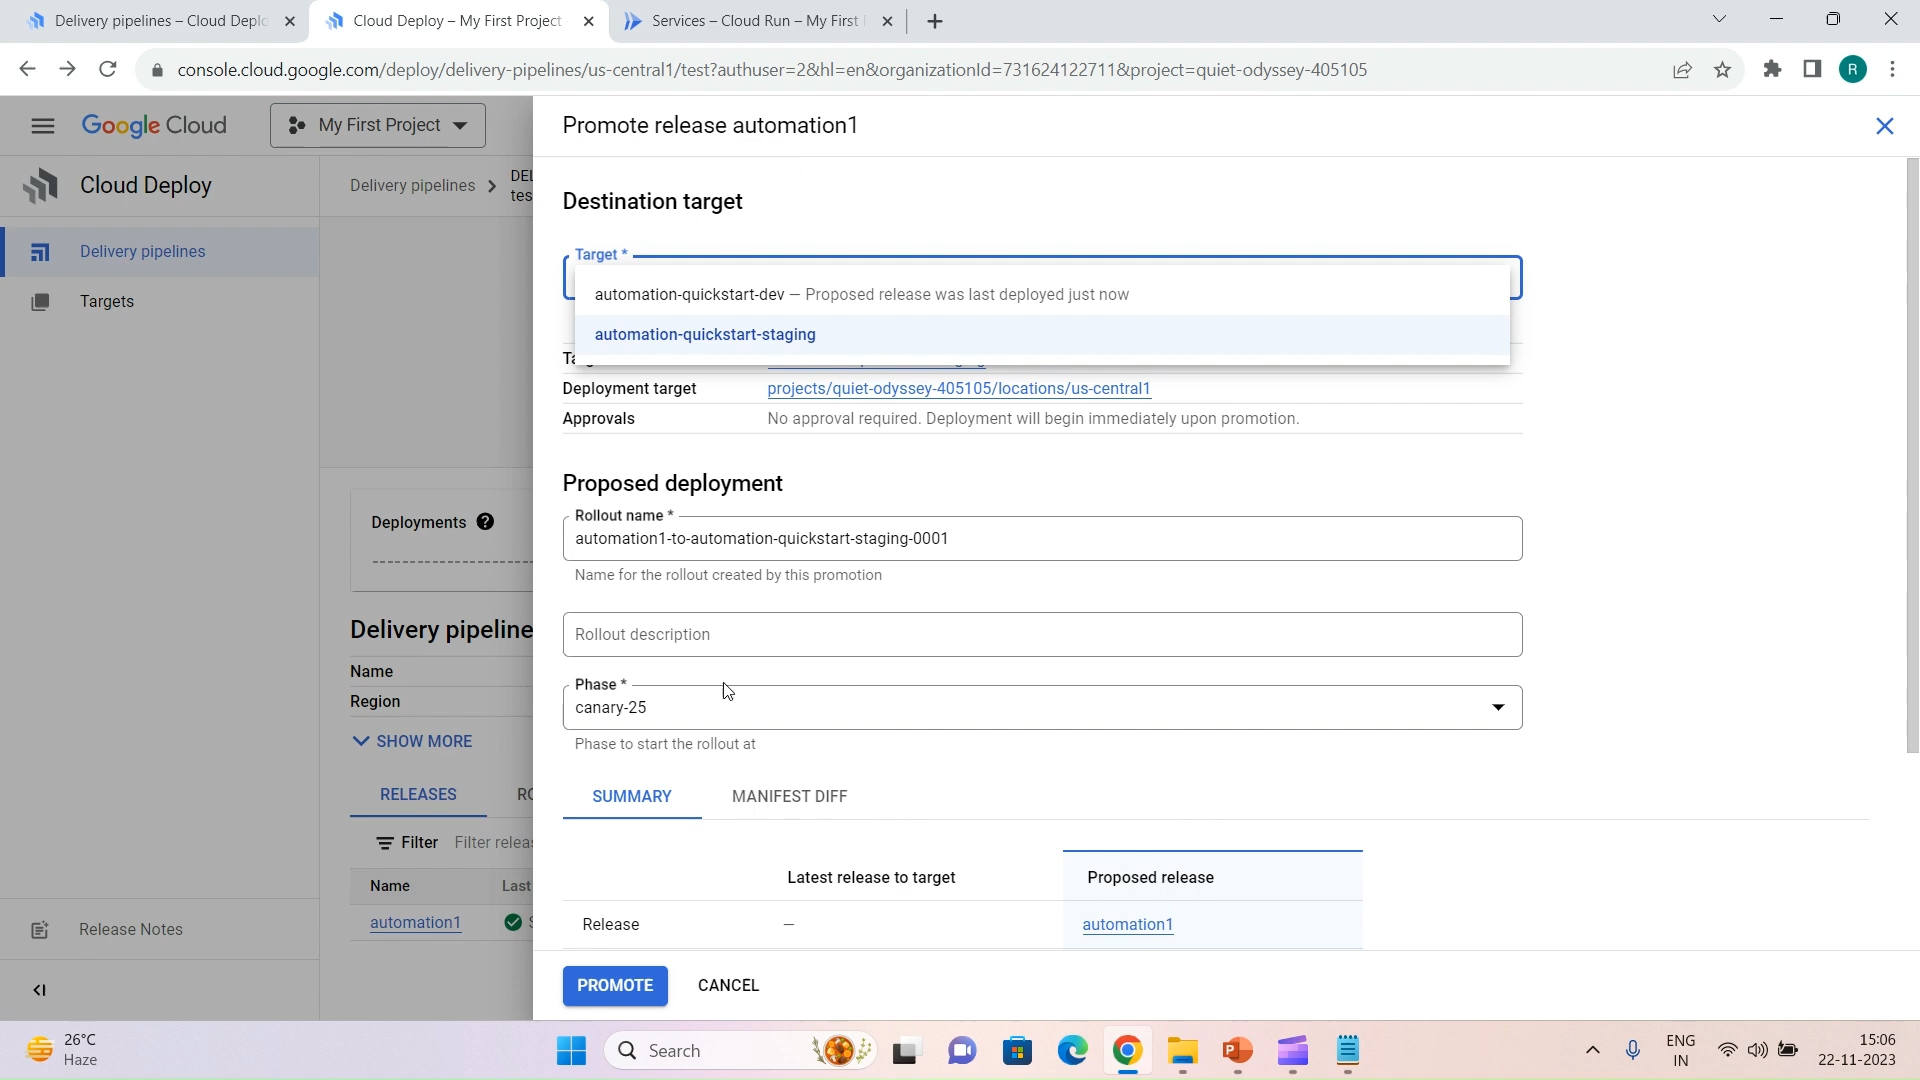 Delivery pipelines – Cloud Deplo
Cloud Deploy – My First Project
Services – Cloud Run – My First
console.cloud.google.com/deploy/delivery-pipelines/us-central1/test?authuser=2&hl=en&organizationId=731624122711&project=quiet-odyssey-405105
R
Google Cloud
My First Project
Promote release automation1
Cloud Deploy
Delivery pipelines
DEL
tes
Delivery pipelines
Targets
Destination target
Target *
automation-quickstart-dev — Proposed release was last deployed just now
automation-quickstart-staging
Deployment target
projects/quiet-odyssey-405105/locations/us-central1
Approvals
No approval required. Deployment will begin immediately upon promotion.
Proposed deployment
Rollout name *
automation1-to-automation-quickstart-staging-0001
Name for the rollout created by this promotion
Rollout description
Phase *
canary-25
Phase to start the rollout at
Deployments
Delivery pipeline
Name
Region
SHOW MORE
RELEASES
RO
Filter
Filter relea
Name
Last
automation1
S
SUMMARY
MANIFEST DIFF
Latest release to target
Proposed release
Release
–
automation1
Release Notes
PROMOTE
CANCEL
26°C
Haze
Search
ENG
IN
15:06
22-11-2023